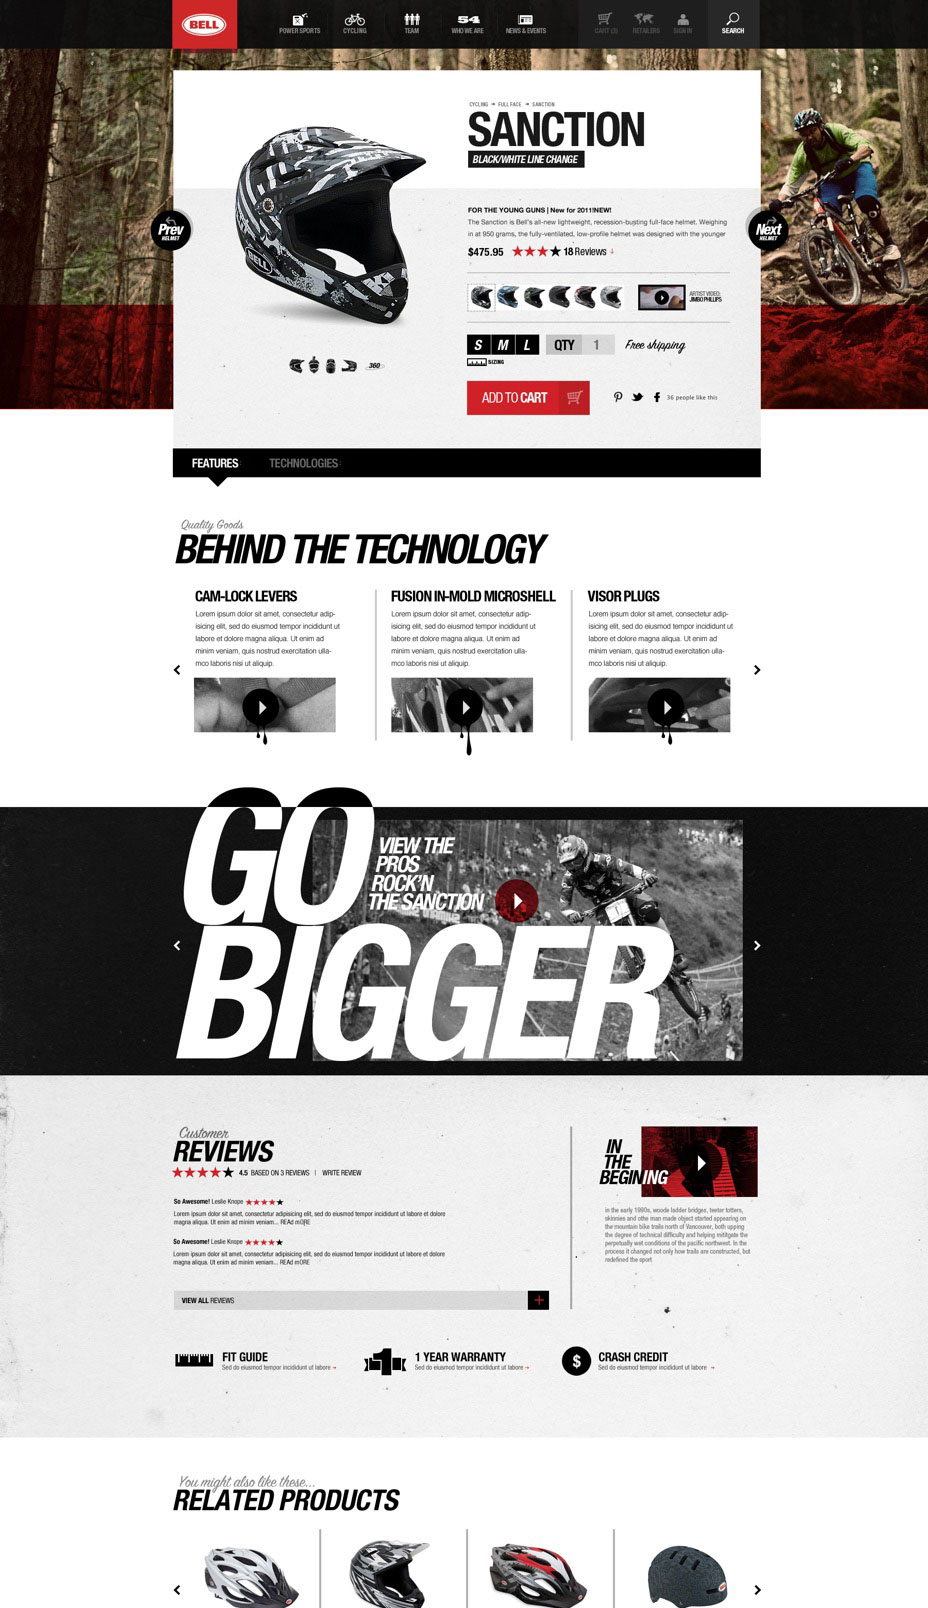 BELL
POWER SPORTS
CYCLING
TEAM
54
WHO WE ARE
NEWS & EVENTS
CART (0)
RETAILERS
SIGN IN
SEARCH
CYCLING ➔ FULL FACE ➔ SANCTION
SANCTION
BLACK/WHITE LINE CHANGE
Prev
HELMET
Next
HELMET
BELL
FOR THE YOUNG GUNS | New for 2011!NEW!
The Sanction is Bell's all-new lightweight, recession-busting full-face helmet. Weighing
in at 950 grams, the fully-ventilated, low-profile helmet was designed with the younger
$475.95 ★★★★ 18 Reviews ↓
ARTIST VIDEO:
JIMBO PHILLIPS
S M L QTY 1 Free shipping
SIZING
360
ADD TO CART
36 people like this
FEATURES
TECHNOLOGIES
Quality Goods
BEHIND THE TECHNOLOGY
CAM-LOCK LEVERS
Lorem ipsum dolor sit amet, consectetur adip-
isicing elit, sed do eiusmod tempor incididunt ut
labore et dolore magna aliqua. Ut enim ad
minim veniam, quis nostrud exercitation ulla-
mco laboris nisi ut aliquip.
FUSION IN-MOLD MICROSHELL
Lorem ipsum dolor sit amet, consectetur adip-
isicing elit, sed do eiusmod tempor incididunt ut
labore et dolore magna aliqua. Ut enim ad
minim veniam, quis nostrud exercitation ulla-
mco laboris nisi ut aliquip.
VISOR PLUGS
Lorem ipsum dolor sit amet, consectetur adip-
isicing elit, sed do eiusmod tempor incididunt ut
labore et dolore magna aliqua. Ut enim ad
minim veniam, quis nostrud exercitation ulla-
mco laboris nisi ut aliquip.
GO
BIGGER
VIEW THE
PROS
ROCK'N
THE SANCTION
Customer
REVIEWS
★★★★★ 4.5 BASED ON 3 REVIEWS | WRITE REVIEW
So Awesome! Leslie Knope ★★★★★
Lorem ipsum dolor sit amet, consectetur adipisicing elit, sed do eiusmod tempor incididunt ut labore et dolore
magna aliqua. Ut enim ad minim veniam... READ mORE
So Awesome! Leslie Knope ★★★★★
Lorem ipsum dolor sit amet, consectetur adipisicing elit, sed do eiusmod tempor incididunt ut labore et dolore
magna aliqua. Ut enim ad minim veniam... READ mORE
VIEW ALL REVIEWS
IN
THE
BEGINING
in the early 1990s, woode ladder bridges, teeter totters,
skinnies and othe man made object started appearing on
the mountain bike trails north of Vancouver, both upping
the degree of technical difficulty and helping mititgate the
perpetually wet conditions of the pacific northwest. In the
process it changed not only how trails are constructed, but
redefined the sport
FIT GUIDE
Sed do eiusmod tempor incididunt ut labore ➔
1
1 YEAR WARRANTY
Sed do eiusmod tempor incididunt ut labore ➔
$
CRASH CREDIT
Sed do eiusmod tempor incididunt ut labore ➔
You might also like these...
RELATED PRODUCTS